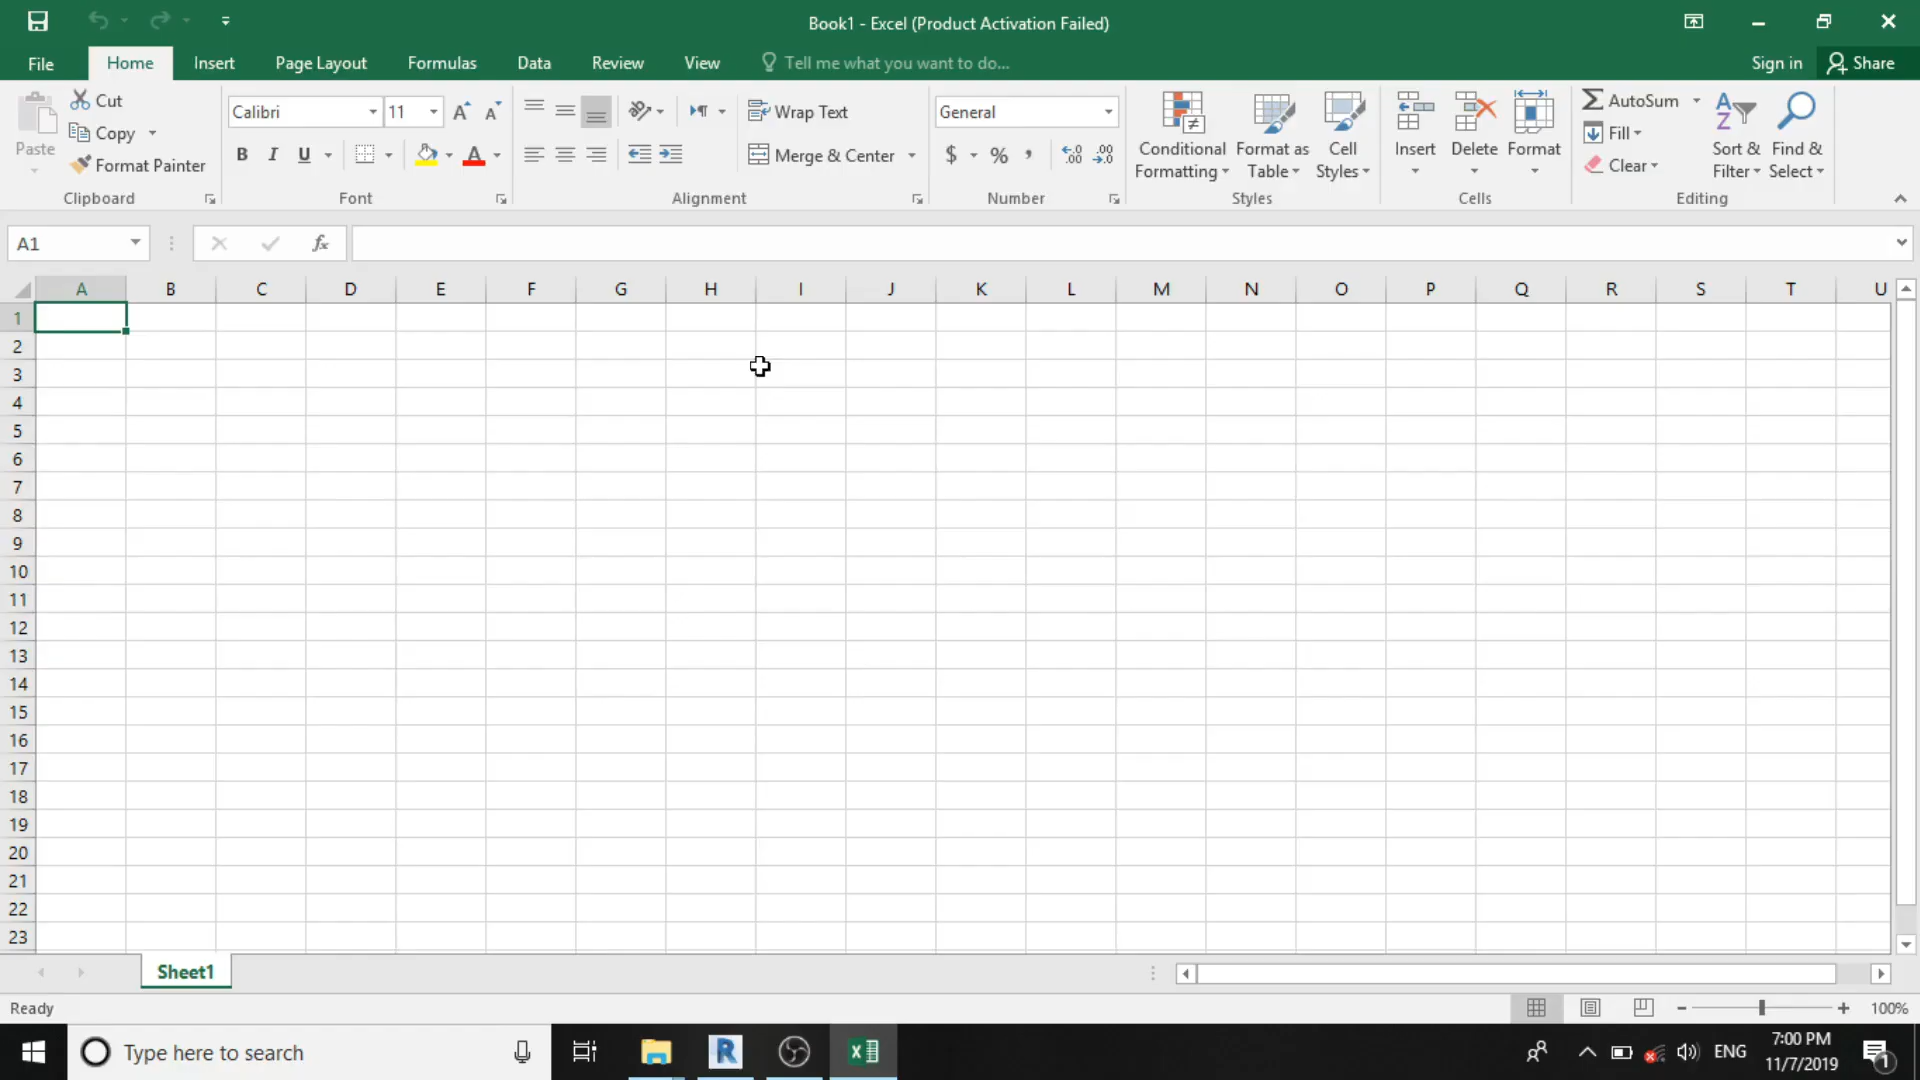 Book1 - Excel (Product Activation Failed)
File Home Insert Page Layout Formulas Data Review View Tell me what you want to do... Sign in Share
Paste
Cut
Copy
Format Painter
Clipboard
Calibri 11
B I U
Font
Wrap Text
Merge & Center
Alignment
General
$ % ,
Number
Conditional Formatting
Format as Table
Cell Styles
Styles
Insert Delete Format
Cells
AutoSum
Fill
Clear
Sort & Filter
Find & Select
Editing
A1 fx
A B C D E F G H I J K L M N O P Q R S T U
1
2
3
4
5
6
7
8
9
10
11
12
13
14
15
16
17
18
19
20
21
22
23
Sheet1
Ready 100%
Type here to search ENG 7:00 PM
11/7/2019 1